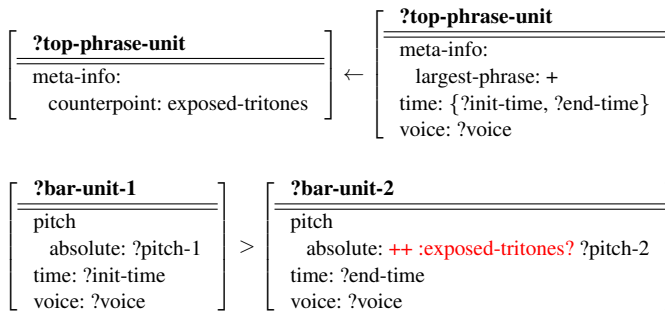 ?top-phrase-unit
meta-info:
counterpoint: exposed-tritones
←
?top-phrase-unit
meta-info:
largest-phrase: +
time: {?init-time, ?end-time}
voice: ?voice
?bar-unit-1
pitch
absolute: ?pitch-1
time: ?init-time
voice: ?voice
>
?bar-unit-2
pitch
absolute: ++ :exposed-tritones? ?pitch-2
time: ?end-time
voice: ?voice